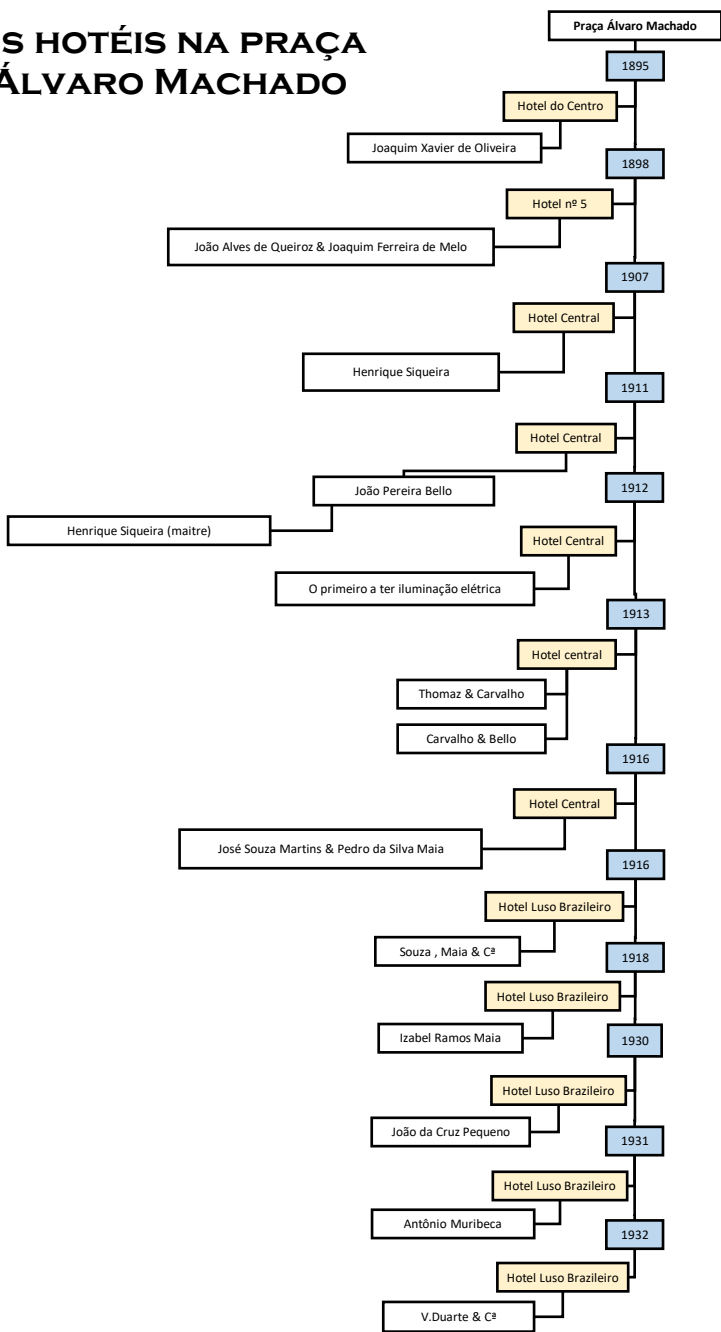 S HOTÉIS NA PRAÇA
ÁLVARO MACHADO
Praça Álvaro Machado
1895
Hotel do Centro
Joaquim Xavier de Oliveira
1898
Hotel nº 5
João Alves de Queiroz & Joaquim Ferreira de Melo
1907
Hotel Central
Henrique Siqueira
1911
Hotel Central
João Pereira Bello
Henrique Siqueira (maitre)
1912
Hotel Central
O primeiro a ter iluminação elétrica
1913
Hotel central
Thomaz & Carvalho
Carvalho & Bello
1916
Hotel Central
José Souza Martins & Pedro da Silva Maia
1916
Hotel Luso Brazileiro
Souza , Maia & Cª
1918
Hotel Luso Brazileiro
Izabel Ramos Maia
1930
Hotel Luso Brazileiro
João da Cruz Pequeno
1931
Hotel Luso Brazileiro
Antônio Muribeca
1932
Hotel Luso Brazileiro
V.Duarte & Cª